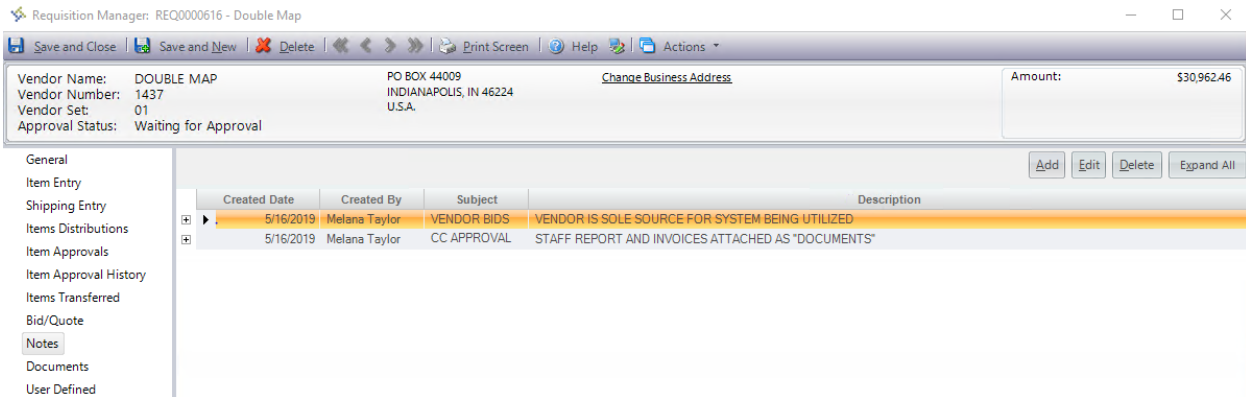 Requisition Manager: REQ0000616 - Double Map
Save and Close Save and New Delete Print Screen Help Actions
Vendor Name: DOUBLE MAP PO BOX 44009 Change Business Address Amount: $30,962.46
Vendor Number: 1437 INDIANAPOLIS, IN 46224
Vendor Set: 01 U.S.A.
Approval Status: Waiting for Approval
General
Item Entry
Shipping Entry
Items Distributions
Item Approvals
Item Approval History
Items Transferred
Bid/Quote
Notes
Documents
User Defined
Add Edit Delete Expand All
Created Date Created By Subject Description
5/16/2019 Melana Taylor VENDOR BIDS VENDOR IS SOLE SOURCE FOR SYSTEM BEING UTILIZED
5/16/2019 Melana Taylor CC APPROVAL STAFF REPORT AND INVOICES ATTACHED AS "DOCUMENTS"